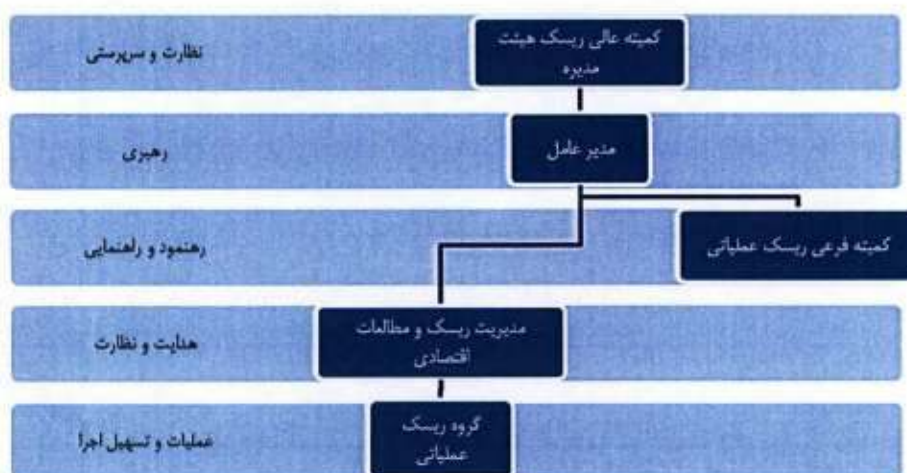 کمیته عالی ریسک هیئت
مدیره
نظارت و سرپرستی
مدیر عامل
رهبری
کمیته فرعی ریسک عملیاتی
رهنمود و راهنمایی
مدیریت ریسک و مطالعات
اقتصادی
هدایت و نظارت
گروه ریسک
عملیاتی
عملیات و تسهیل اجرا